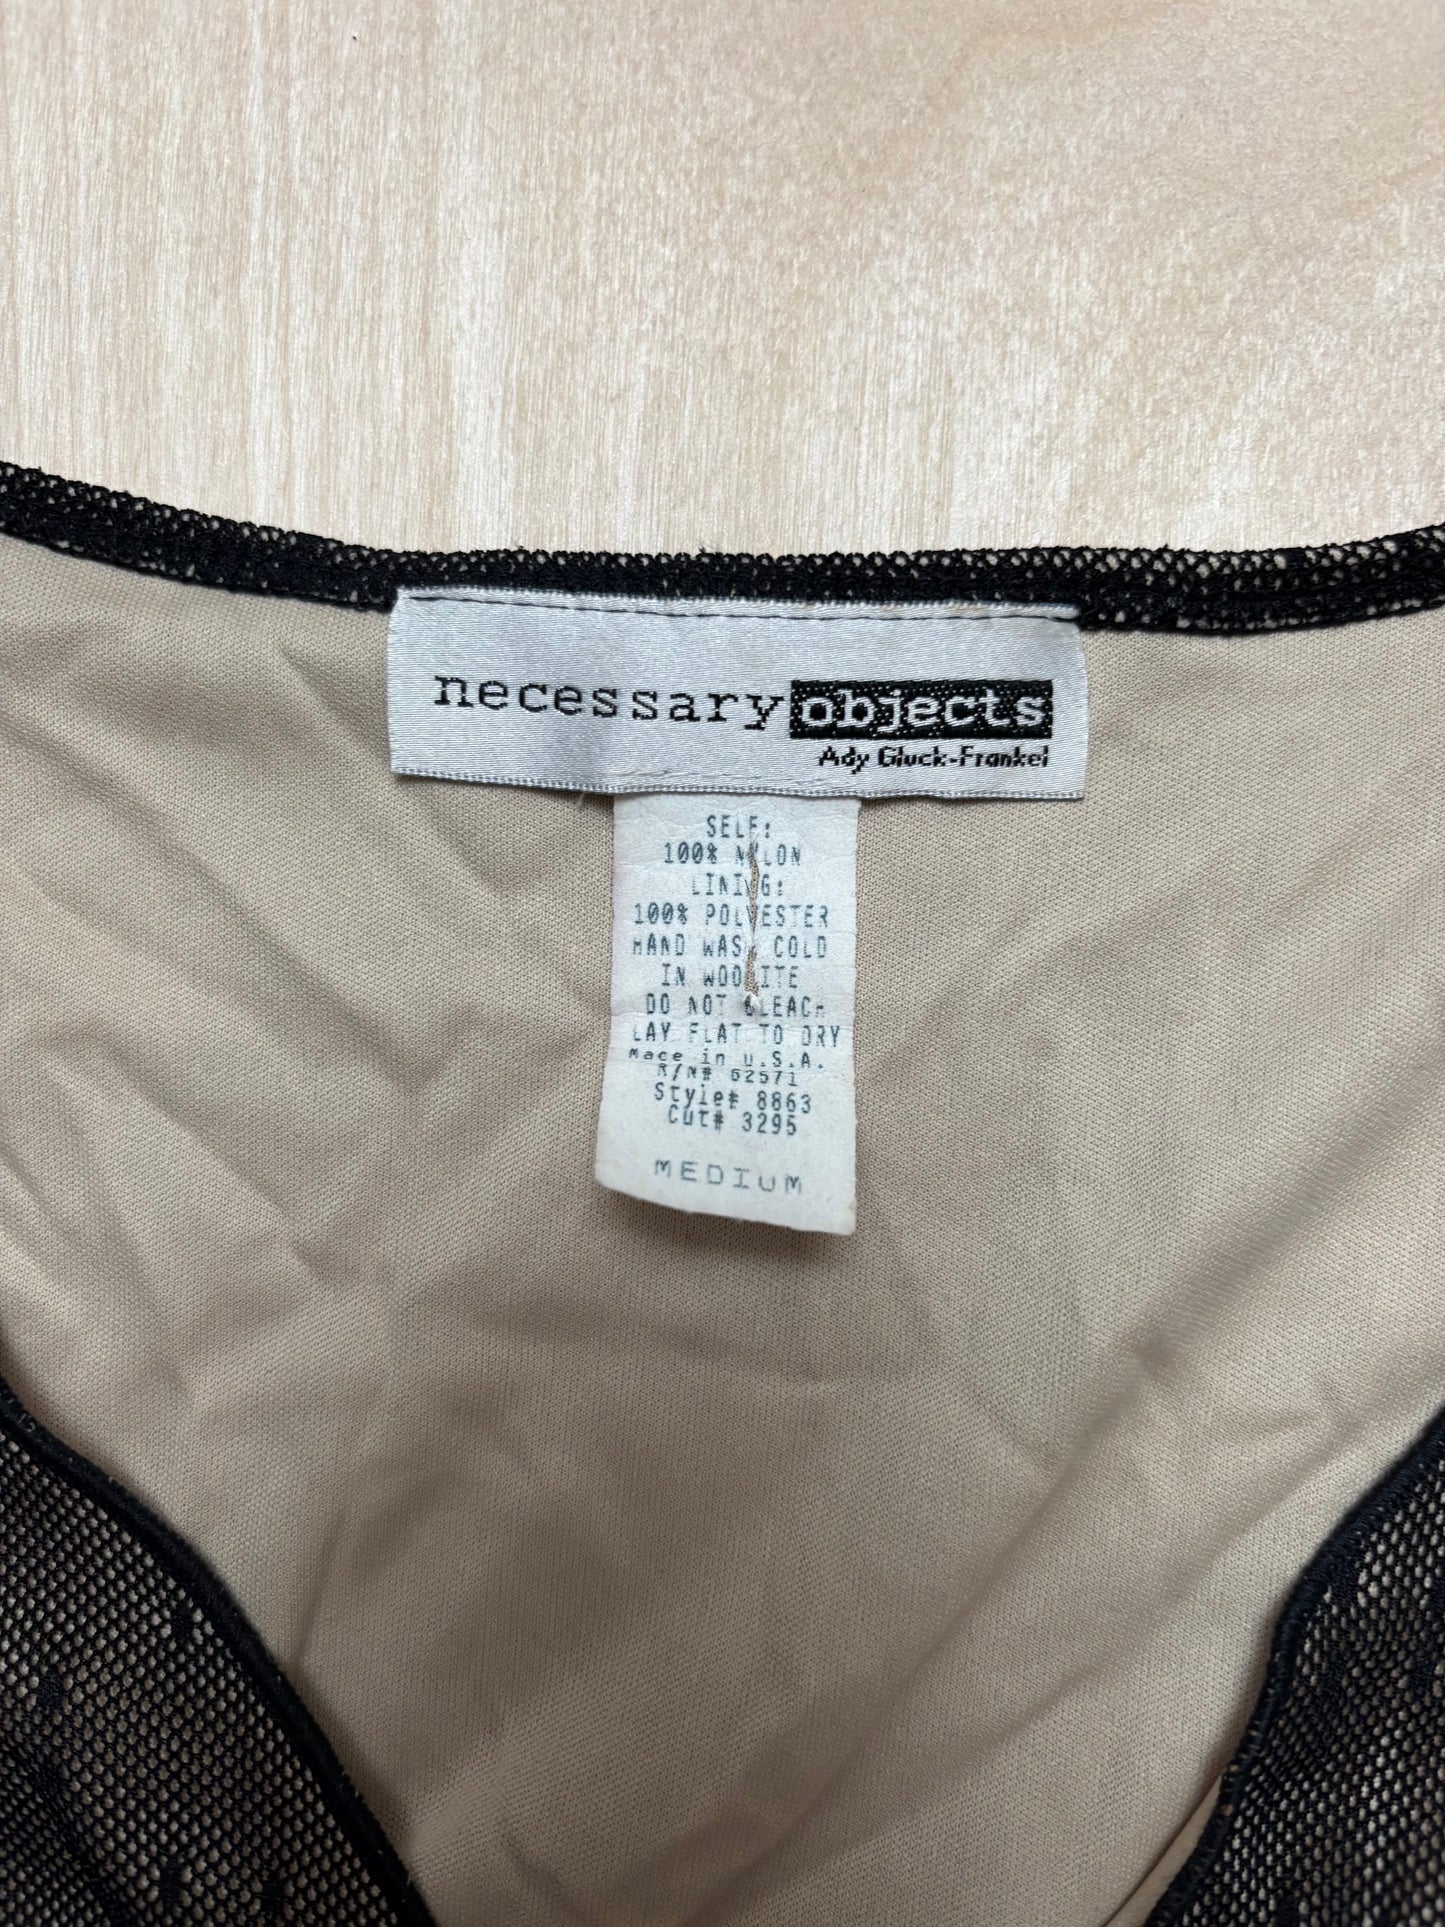 necessary objects
Ady Gluck-Frankel
SELF:
100% NYLON
LINING:
100% POLYESTER
HAND WASH COLD
IN WOOLITE
DO NOT BLEACH
LAY FLAT TO DRY
Made in U.S.A.
R/N# 62571
Style# 8863
Cut# 3295
MEDIUM